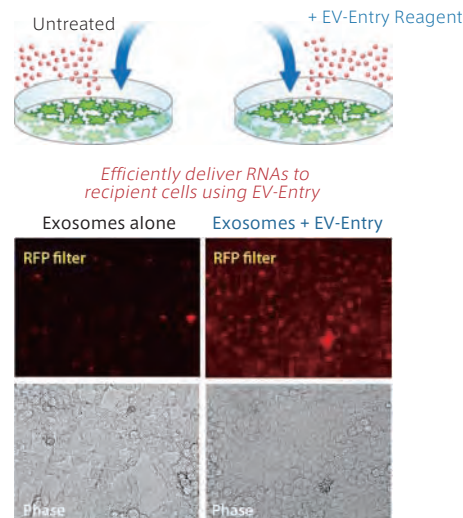 Untreated
+ EV-Entry Reagent
Efficiently deliver RNAs to
recipient cells using EV-Entry
Exosomes alone
Exosomes + EV-Entry
RFP filter
RFP filter
Phase
Phase